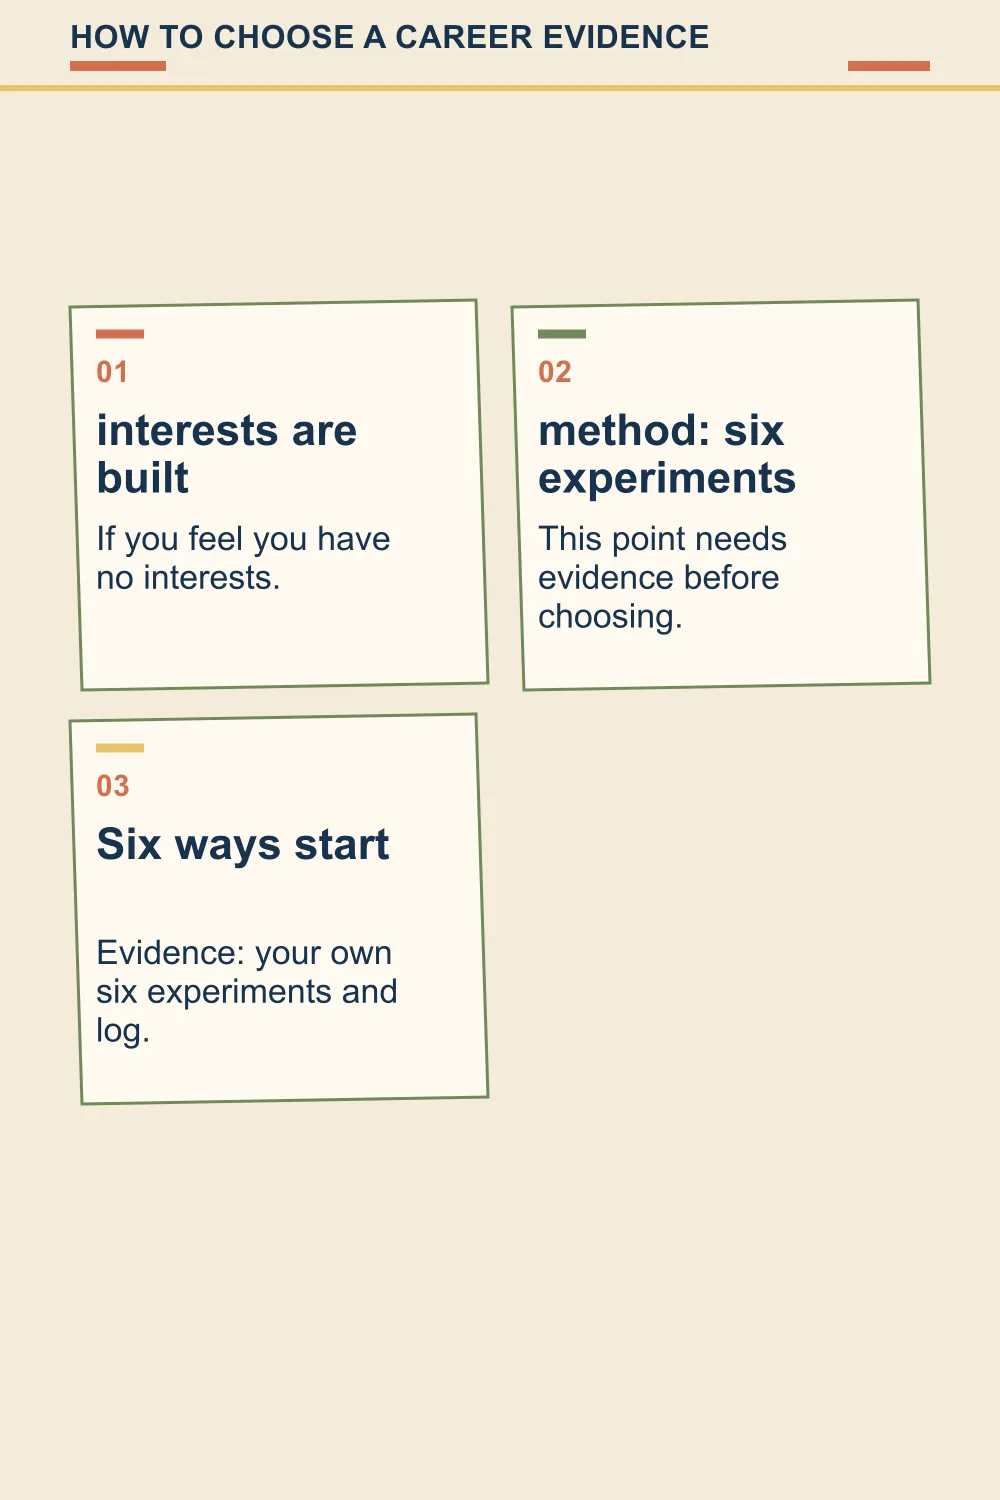 HOW TO CHOOSE A CAREER EVIDENCE
01
interests are
built
If you feel you have
no interests.
02
method: six
experiments
This point needs
evidence before
choosing.
03
Six ways start
Evidence: your own
six experiments and
log.